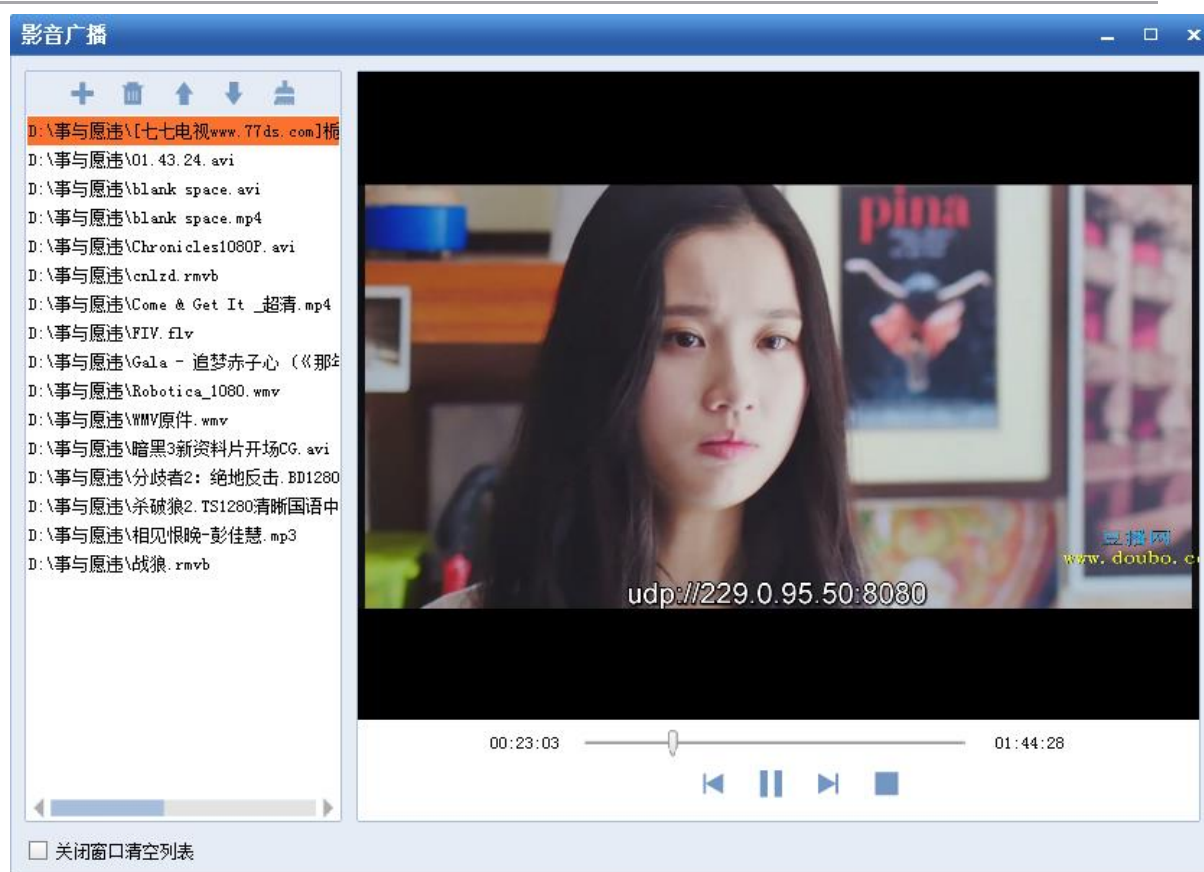 影音广播
D:\事与愿违\[七七电视www.77ds.com]栀
D:\事与愿违\01.43.24.avi
D:\事与愿违\blank space.avi
D:\事与愿违\blank space.mp4
D:\事与愿违\Chronicles1080P.avi
D:\事与愿违\cnlzd.rmvb
D:\事与愿违\Come & Get It _超清.mp4
D:\事与愿违\FIV.flv
D:\事与愿违\Gala - 追梦赤子心（《那年
D:\事与愿违\Robotica_1080.wmv
D:\事与愿违\WMV原件.wmv
D:\事与愿违\暗黑3新资料片开场CG.avi
D:\事与愿违\分歧者2：绝地反击.BD1280
D:\事与愿违\杀破狼2.TS1280清晰国语中
D:\事与愿违\相见恨晚-彭佳慧.mp3
D:\事与愿违\战狼.rmvb
pina
豆播网
www.doubo.c
udp://229.0.95.50:8080
00:23:03
01:44:28
关闭窗口清空列表